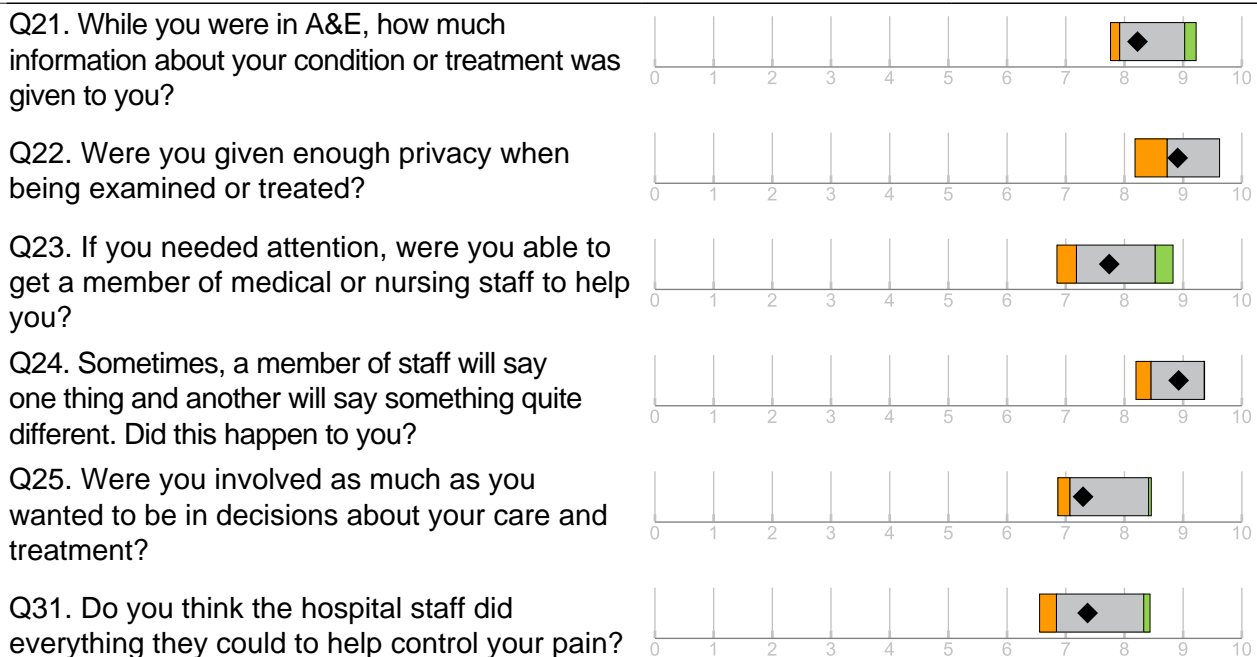 Q21. While you were in A&E, how much
information about your condition or treatment was
given to you?
0 1 2 3 4 5 6 7 8 9 10
Q22. Were you given enough privacy when
being examined or treated?
0 1 2 3 4 5 6 7 8 9 10
Q23. If you needed attention, were you able to
get a member of medical or nursing staff to help
you?
0 1 2 3 4 5 6 7 8 9 10
Q24. Sometimes, a member of staff will say
one thing and another will say something quite
different. Did this happen to you?
0 1 2 3 4 5 6 7 8 9 10
Q25. Were you involved as much as you
wanted to be in decisions about your care and
treatment?
0 1 2 3 4 5 6 7 8 9 10
Q31. Do you think the hospital staff did
everything they could to help control your pain?
0 1 2 3 4 5 6 7 8 9 10